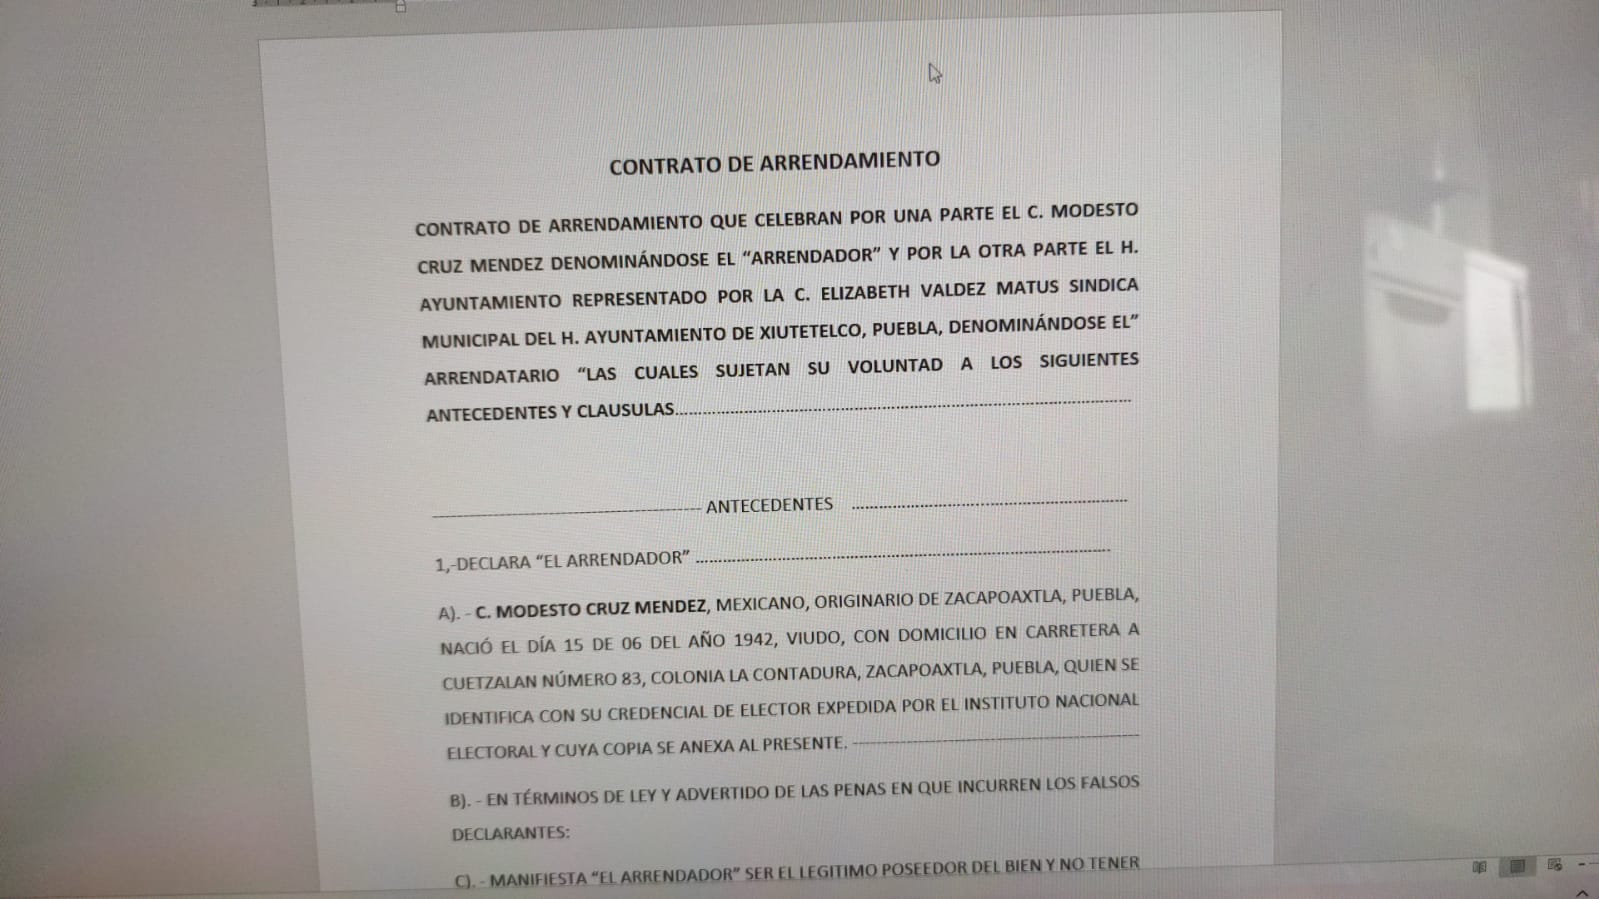 CONTRATO DE ARRENDAMIENTO
CONTRATO DE ARRENDAMIENTO QUE CELEBRAN POR UNA PARTE EL C. MODESTO
CRUZ MENDEZ DENOMINÁNDOSE EL “ARRENDADOR” Y POR LA OTRA PARTE EL H.
AYUNTAMIENTO REPRESENTADO POR LA C. ELIZABETH VALDEZ MATUS SINDICA
MUNICIPAL DEL H. AYUNTAMIENTO DE XIUTETELCO, PUEBLA, DENOMINÁNDOSE EL”
ARRENDATARIO “LAS CUALES SUJETAN SU VOLUNTAD A LOS SIGUIENTES
ANTECEDENTES Y CLAUSULAS.
ANTECEDENTES
1,-DECLARA “EL ARRENDADOR”
A). - C. MODESTO CRUZ MENDEZ, MEXICANO, ORIGINARIO DE ZACAPOAXTLA, PUEBLA,
NACIÓ EL DÍA 15 DE 06 DEL AÑO 1942, VIUDO, CON DOMICILIO EN CARRETERA A
CUETZALAN NÚMERO 83, COLONIA LA CONTADURA, ZACAPOAXTLA, PUEBLA, QUIEN SE
IDENTIFICA CON SU CREDENCIAL DE ELECTOR EXPEDIDA POR EL INSTITUTO NACIONAL
ELECTORAL Y CUYA COPIA SE ANEXA AL PRESENTE.
B). - EN TÉRMINOS DE LEY Y ADVERTIDO DE LAS PENAS EN QUE INCURREN LOS FALSOS
DECLARANTES:
C). - MANIFIESTA “EL ARRENDADOR” SER EL LEGITIMO POSEEDOR DEL BIEN Y NO TENER